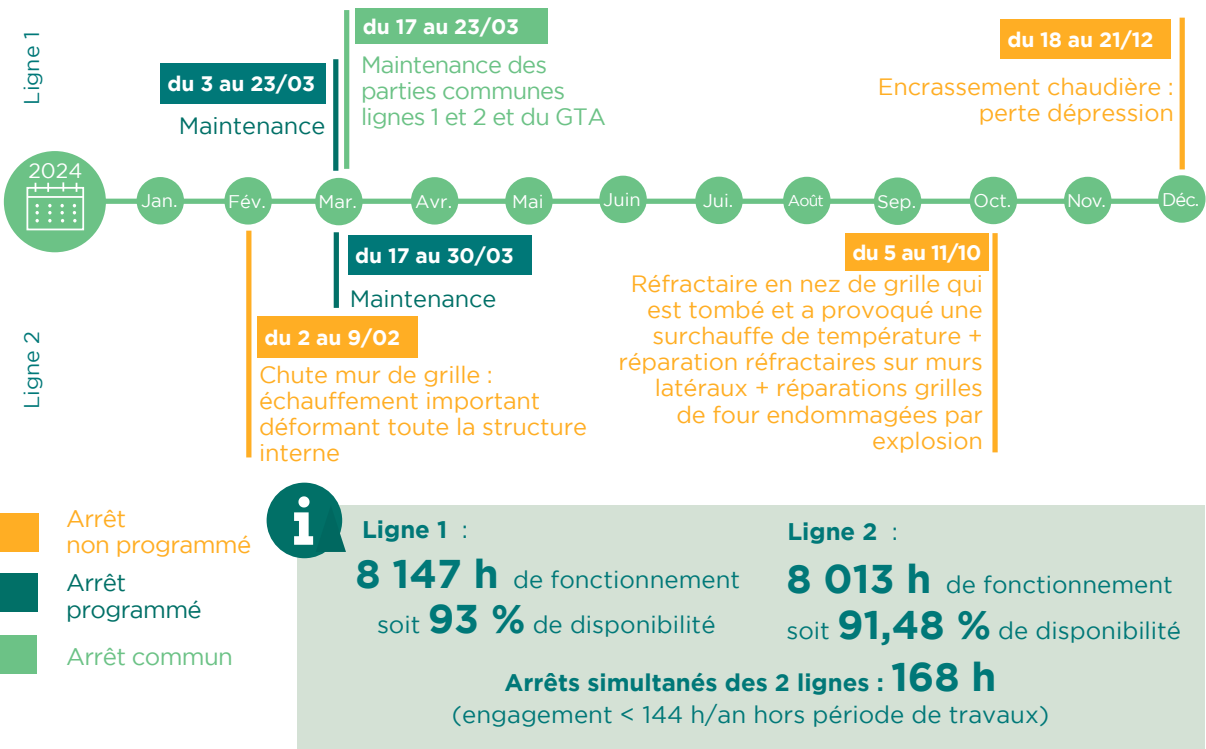 Ligne 1
du 17 au 23/03
Maintenance des
parties communes
lignes 1 et 2 et du GTA
du 3 au 23/03
Maintenance
du 18 au 21/12
Encrassement chaudière :
perte dépression
2024
Jan.
Fév.
Mar.
Avr.
Mai
Juin
Jui.
Août
Sep.
Oct.
Nov.
Déc.
Ligne 2
du 17 au 30/03
Maintenance
du 2 au 9/02
Chute mur de grille :
échauffement important
déformant toute la structure
interne
du 5 au 11/10
Réfractaire en nez de grille qui
est tombé et a provoqué une
surchauffe de température +
réparation réfractaires sur murs
latéraux + réparations grilles
de four endommagées par
explosion
Arrêt
non programmé
Arrêt
programmé
Arrêt commun
i
Ligne 1 :
8 147 h de fonctionnement
soit 93 % de disponibilité
Ligne 2 :
8 013 h de fonctionnement
soit 91,48 % de disponibilité
Arrêts simultanés des 2 lignes : 168 h
(engagement < 144 h/an hors période de travaux)